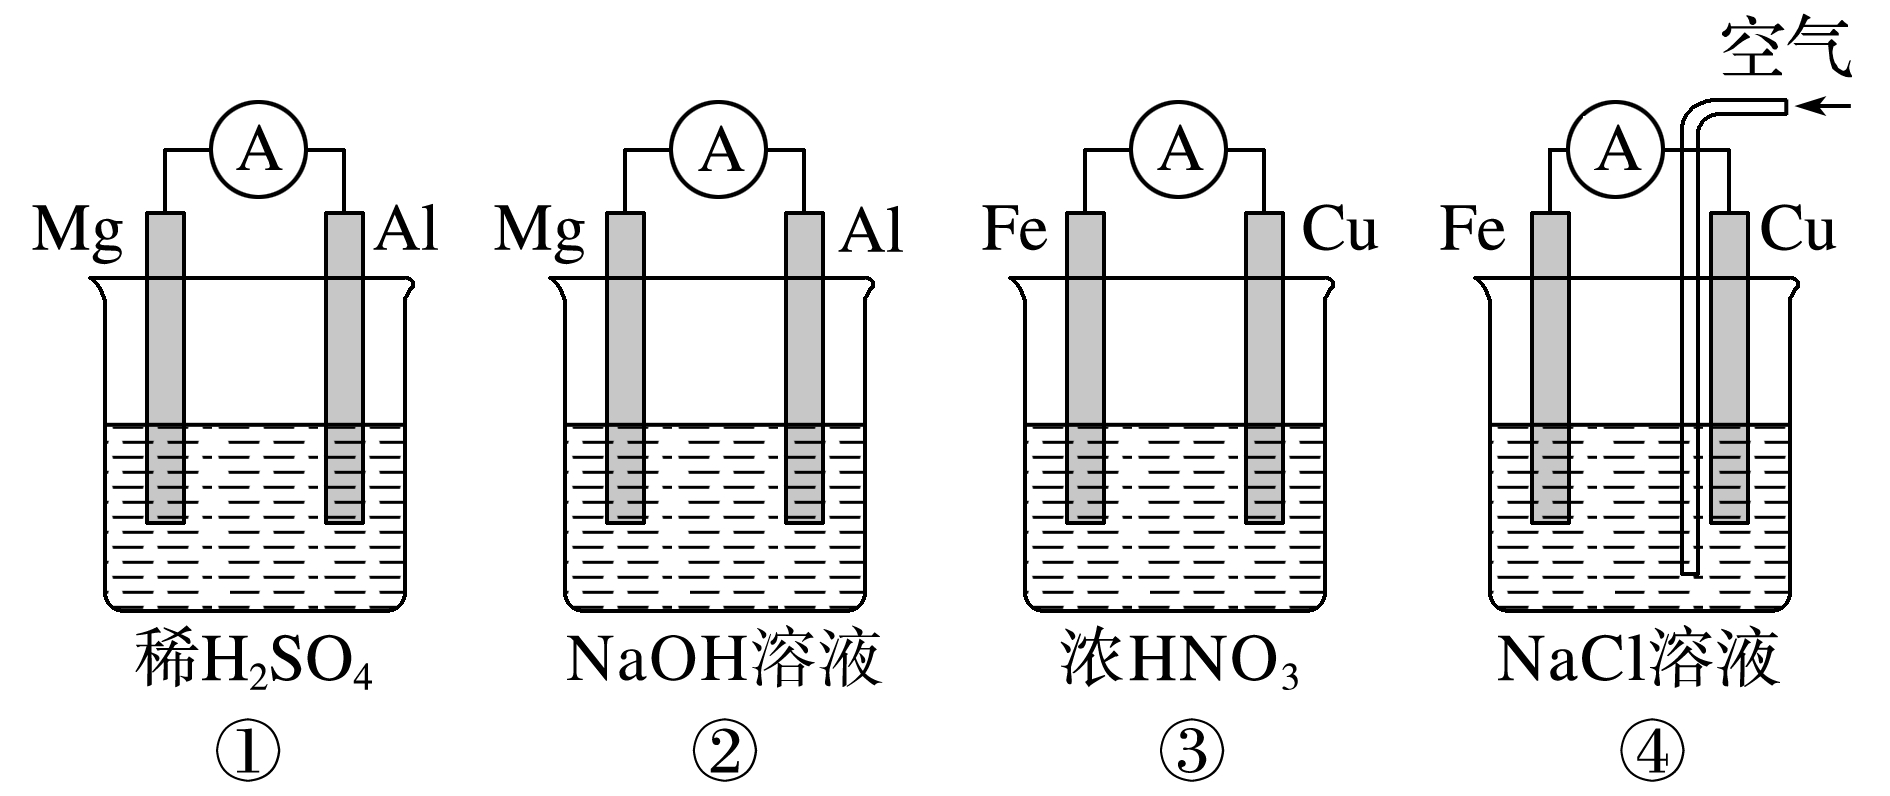 空气
A
A
A
A
Mg
Al
Mg
Al
Fe
Cu
Fe
Cu
稀H₂SO₄
NaOH溶液
浓HNO₃
NaCl溶液
①
②
③
④